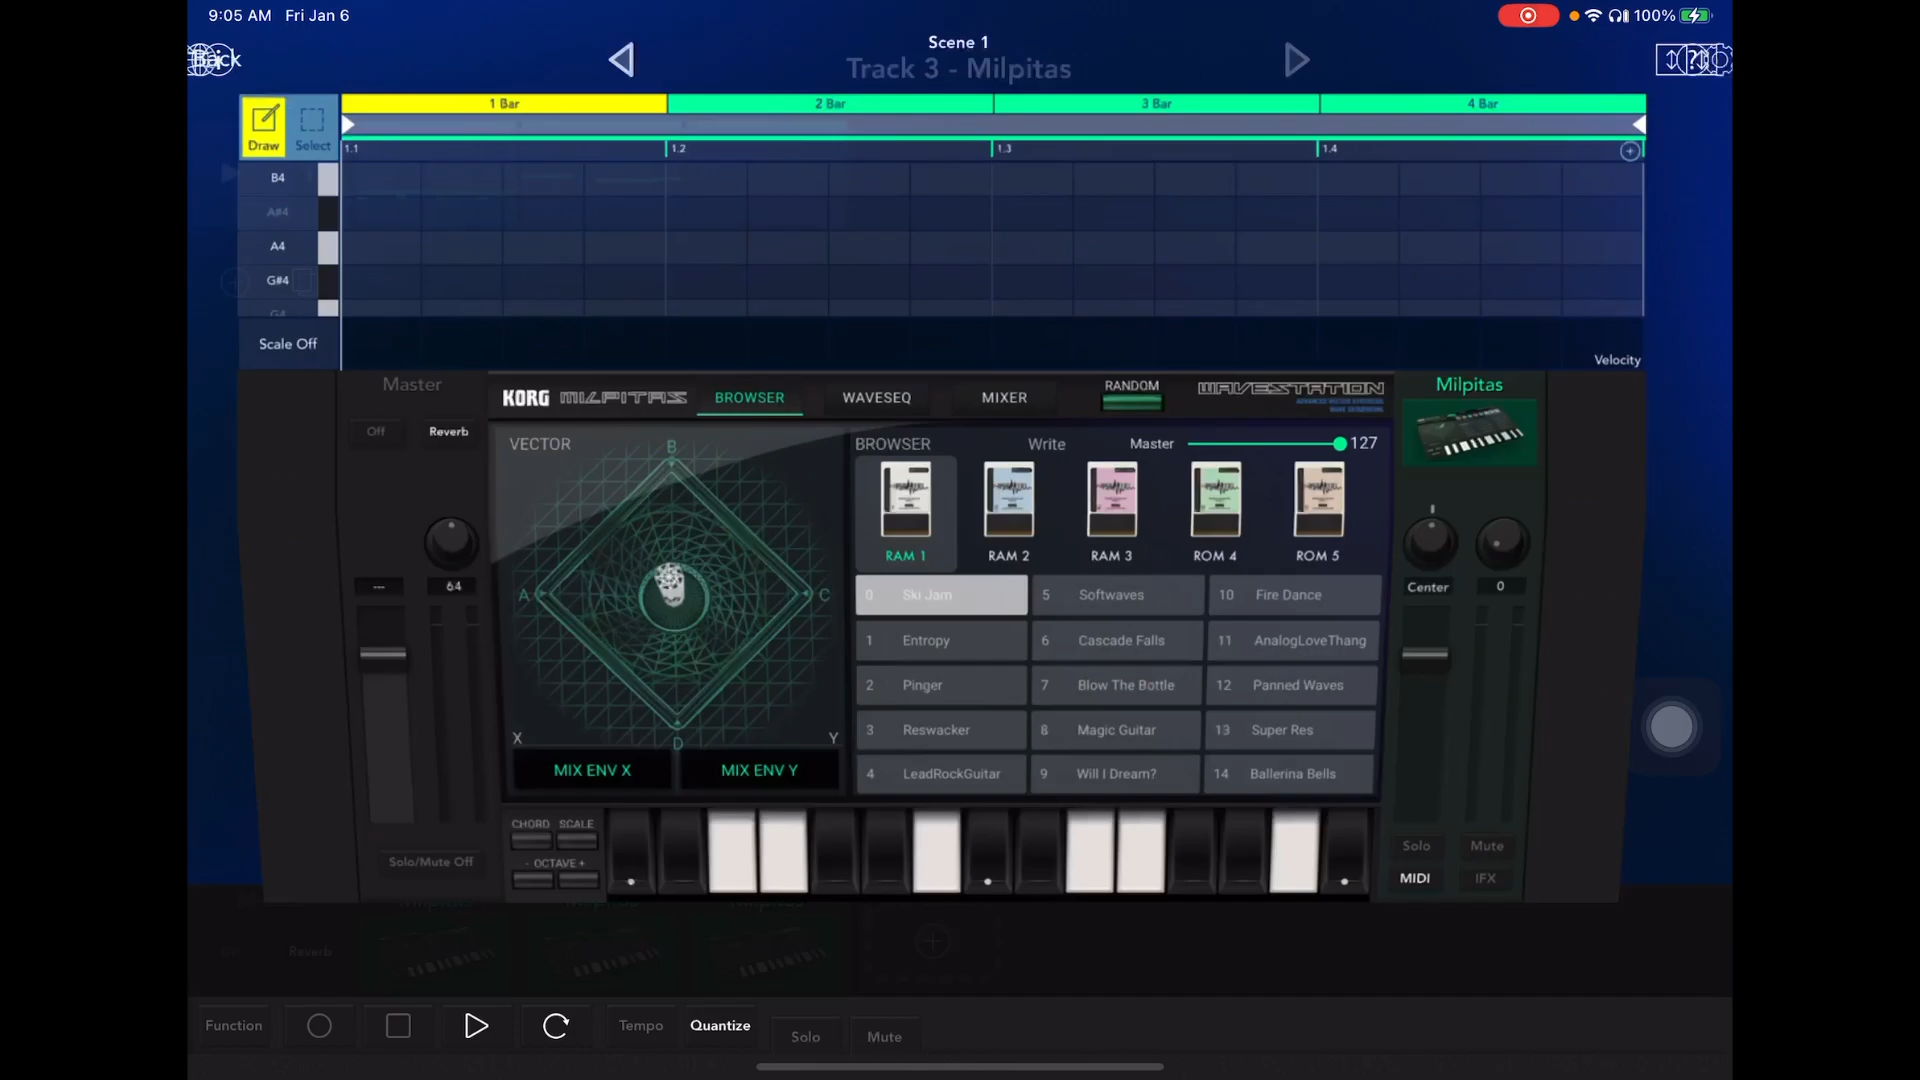 9:05 AM Fri Jan 6
100%
Back
Scene 1
Track 3 - Milpitas
1 Bar 2 Bar 3 Bar 4 Bar
Draw Select
1.1 1.2 1.3 1.4
B4
A#4
A4
G#4
G4
Scale Off
Velocity
Master
Off Reverb
---
64
Solo/Mute Off
KORG MILPITAS BROWSER WAVESEQ MIXER RANDOM WAVESTATION
VECTOR
B
A C
D
X Y
MIX ENV X MIX ENV Y
BROWSER Write Master 127
RAM 1 RAM 2 RAM 3 ROM 4 ROM 5
0 Ski Jam 5 Softwaves 10 Fire Dance
1 Entropy 6 Cascade Falls 11 AnalogLoveThang
2 Pinger 7 Blow The Bottle 12 Panned Waves
3 Reswacker 8 Magic Guitar 13 Super Res
4 LeadRockGuitar 9 Will I Dream? 14 Ballerina Bells
CHORD SCALE
- OCTAVE +
Milpitas
Center 0
Solo Mute
MIDI IFX
Reverb
Function Tempo Quantize Solo Mute